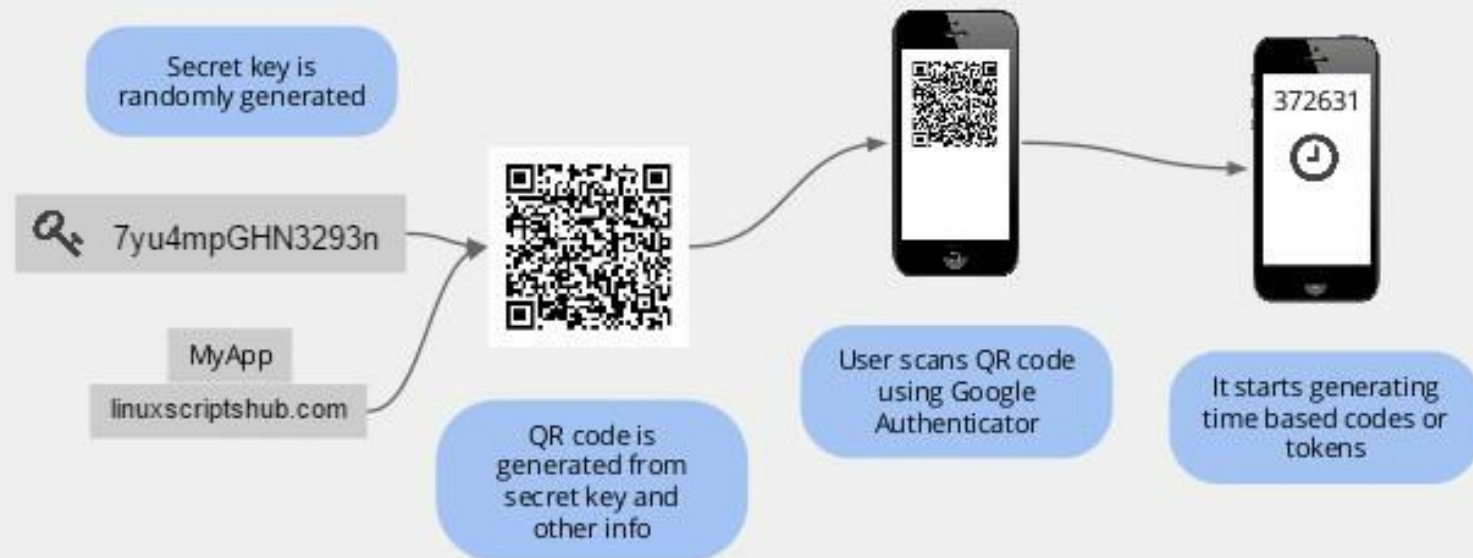 Secret key is
randomly generated
7yu4mpGHN3293n
MyApp
linuxscriptshub.com
QR code is
generated from
secret key and
other info
User scans QR code
using Google
Authenticator
372631
It starts generating
time based codes or
tokens